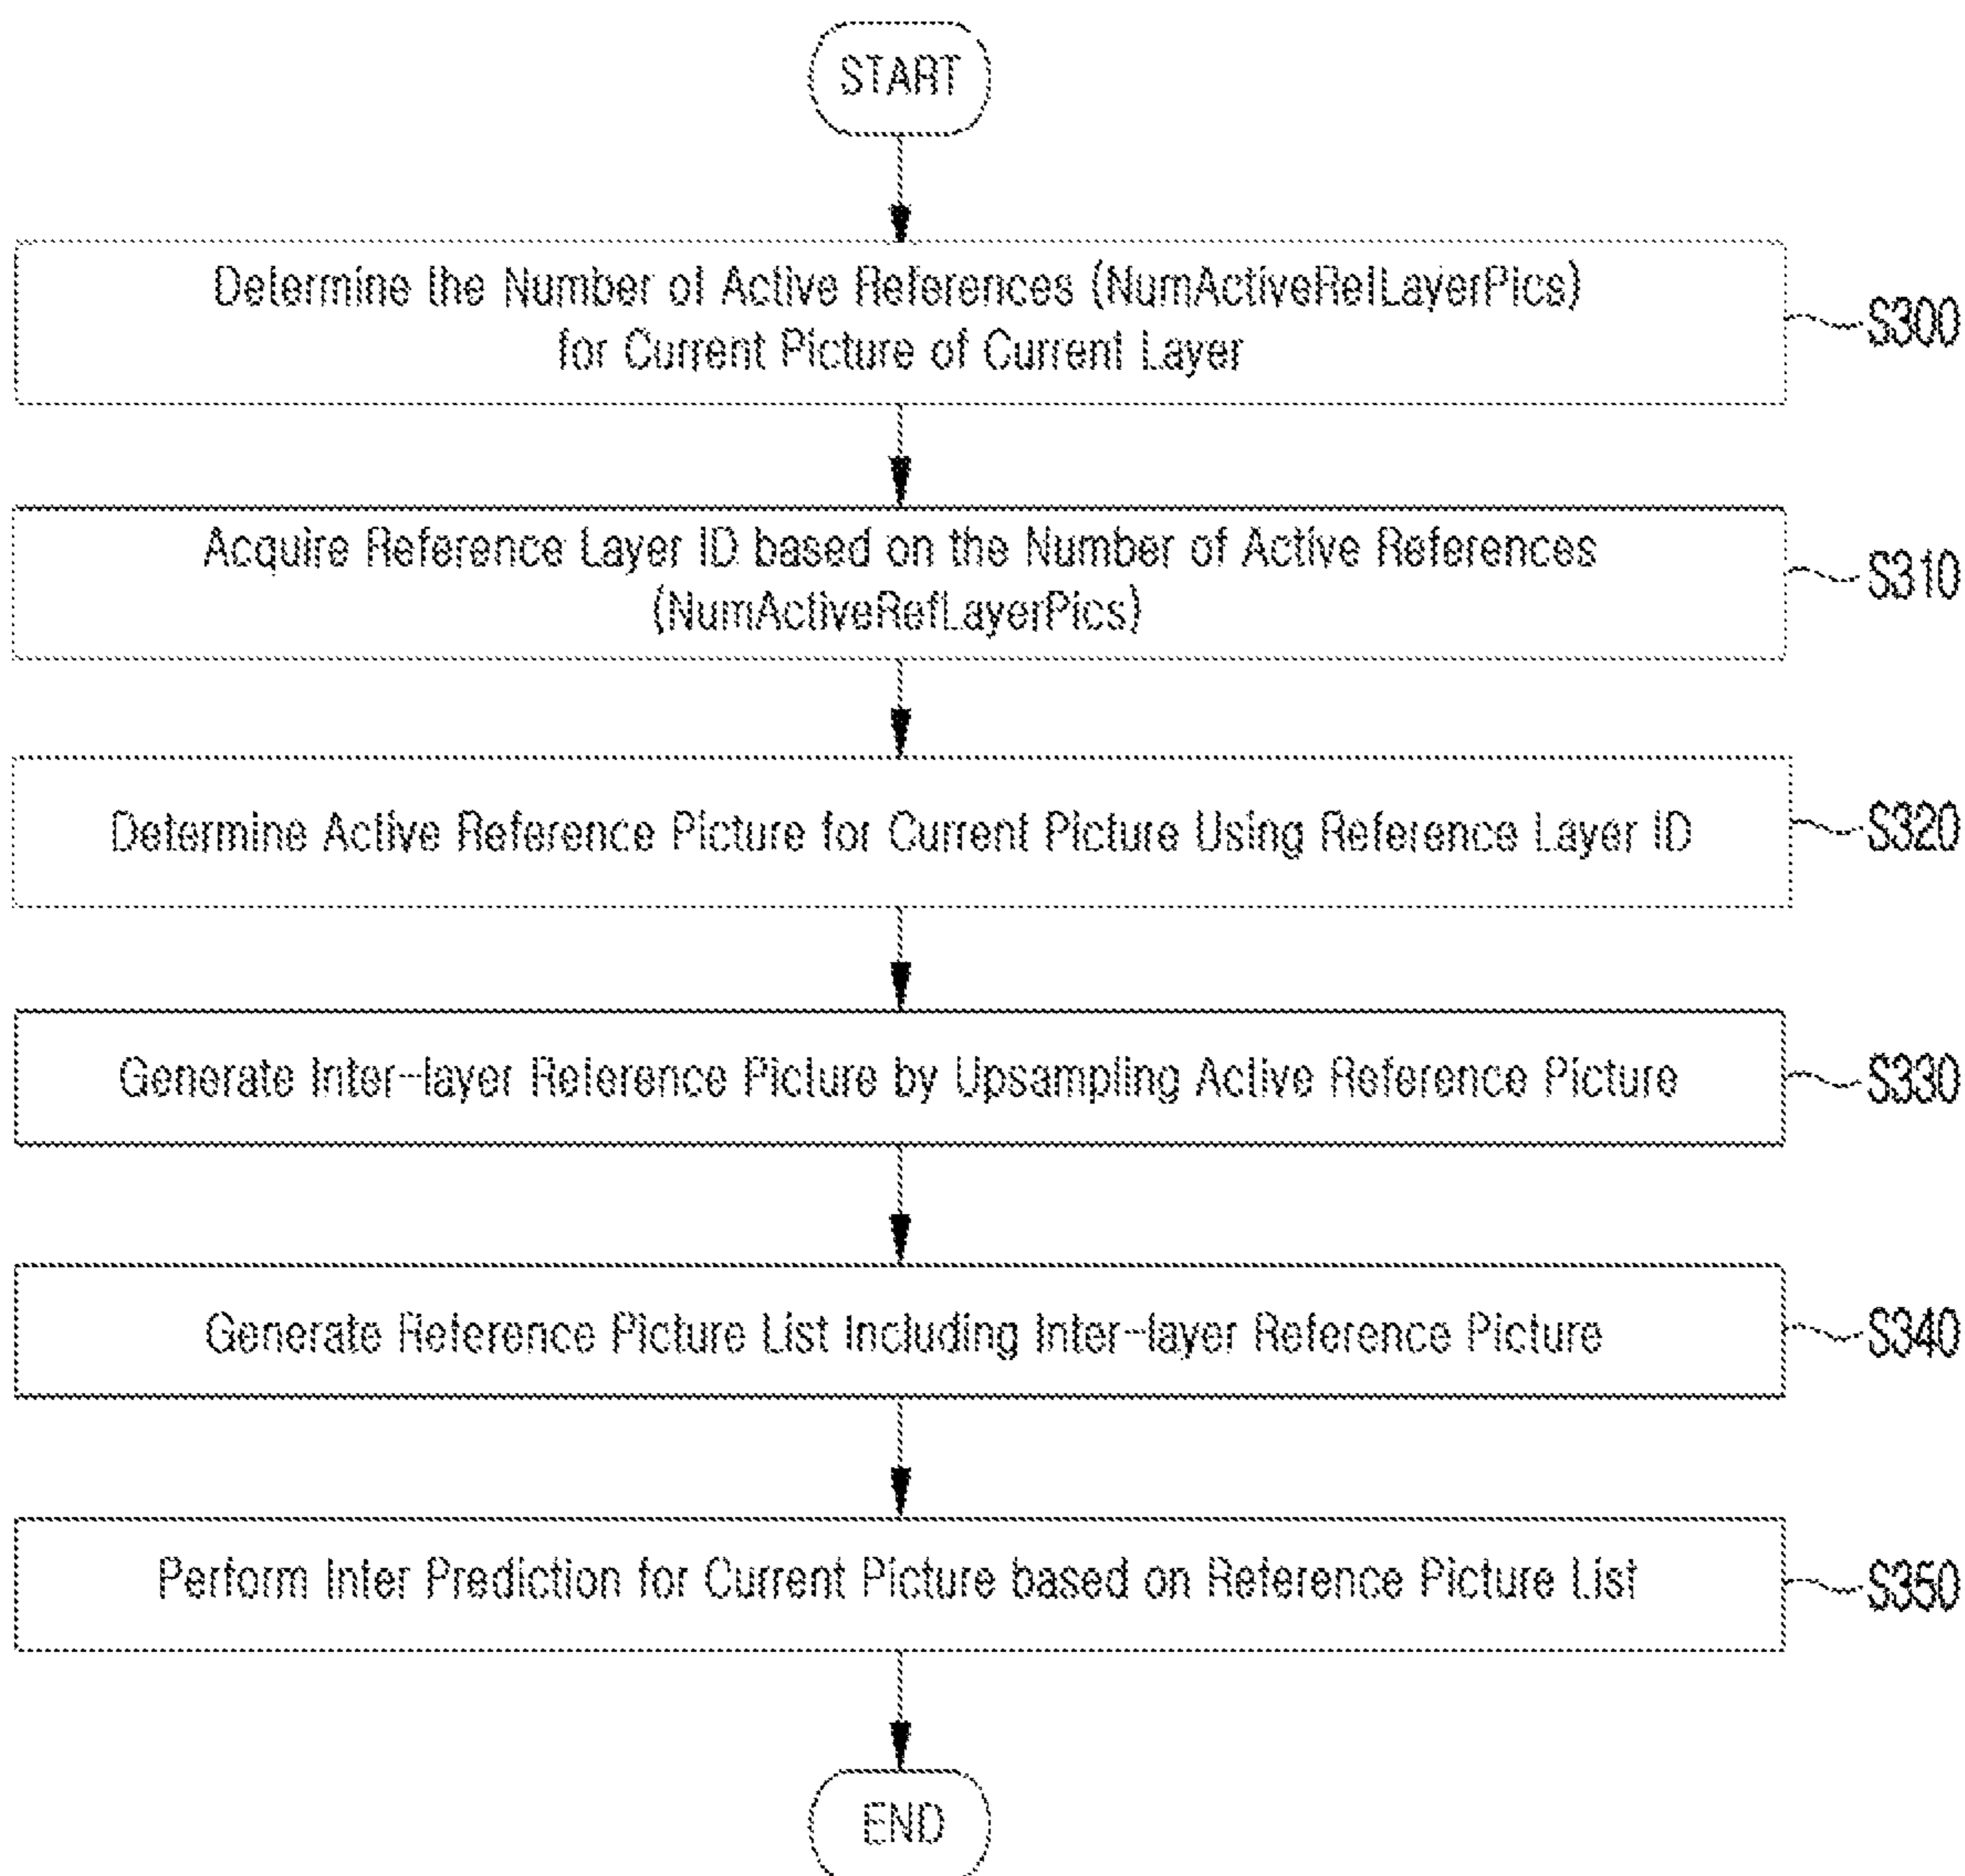 START
Determine the Number of Active References (NumActiveRefLayerPics)
for Current Picture of Current Layer
S300
Acquire Reference Layer ID based on the Number of Active References
(NumActiveRefLayerPics)
S310
Determine Active Reference Picture for Current Picture Using Reference Layer ID
S320
Generate Inter-layer Reference Picture by Upsampling Active Reference Picture
S330
Generate Reference Picture List Including Inter-layer Reference Picture
S340
Perform Inter Prediction for Current Picture based on Reference Picture List
S350
END